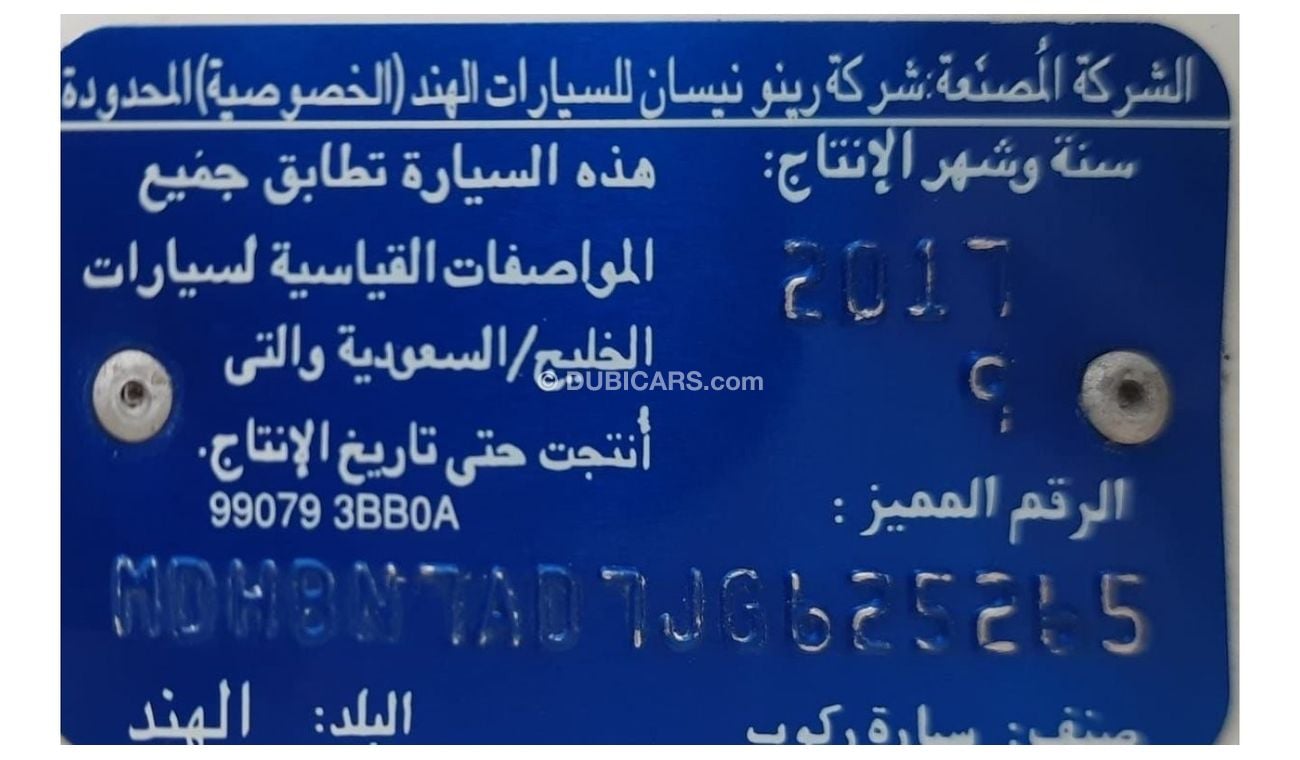 الشركة المُصنّعة: شركة رينو نيسان للسيارات الهند (الخصوصية) المحدودة
سنة وشهر الإنتاج:
2017
هذه السيارة تطابق جميع
المواصفات القياسية لسيارات
الخليج/السعودية والتى
أنتجت حتى تاريخ الإنتاج.
99079 3BB0A
© DUBICARS.com
الرقم المميز :
MDHBN7AD7JG625265
صنف: سيارة ركوب
البلد: الهند